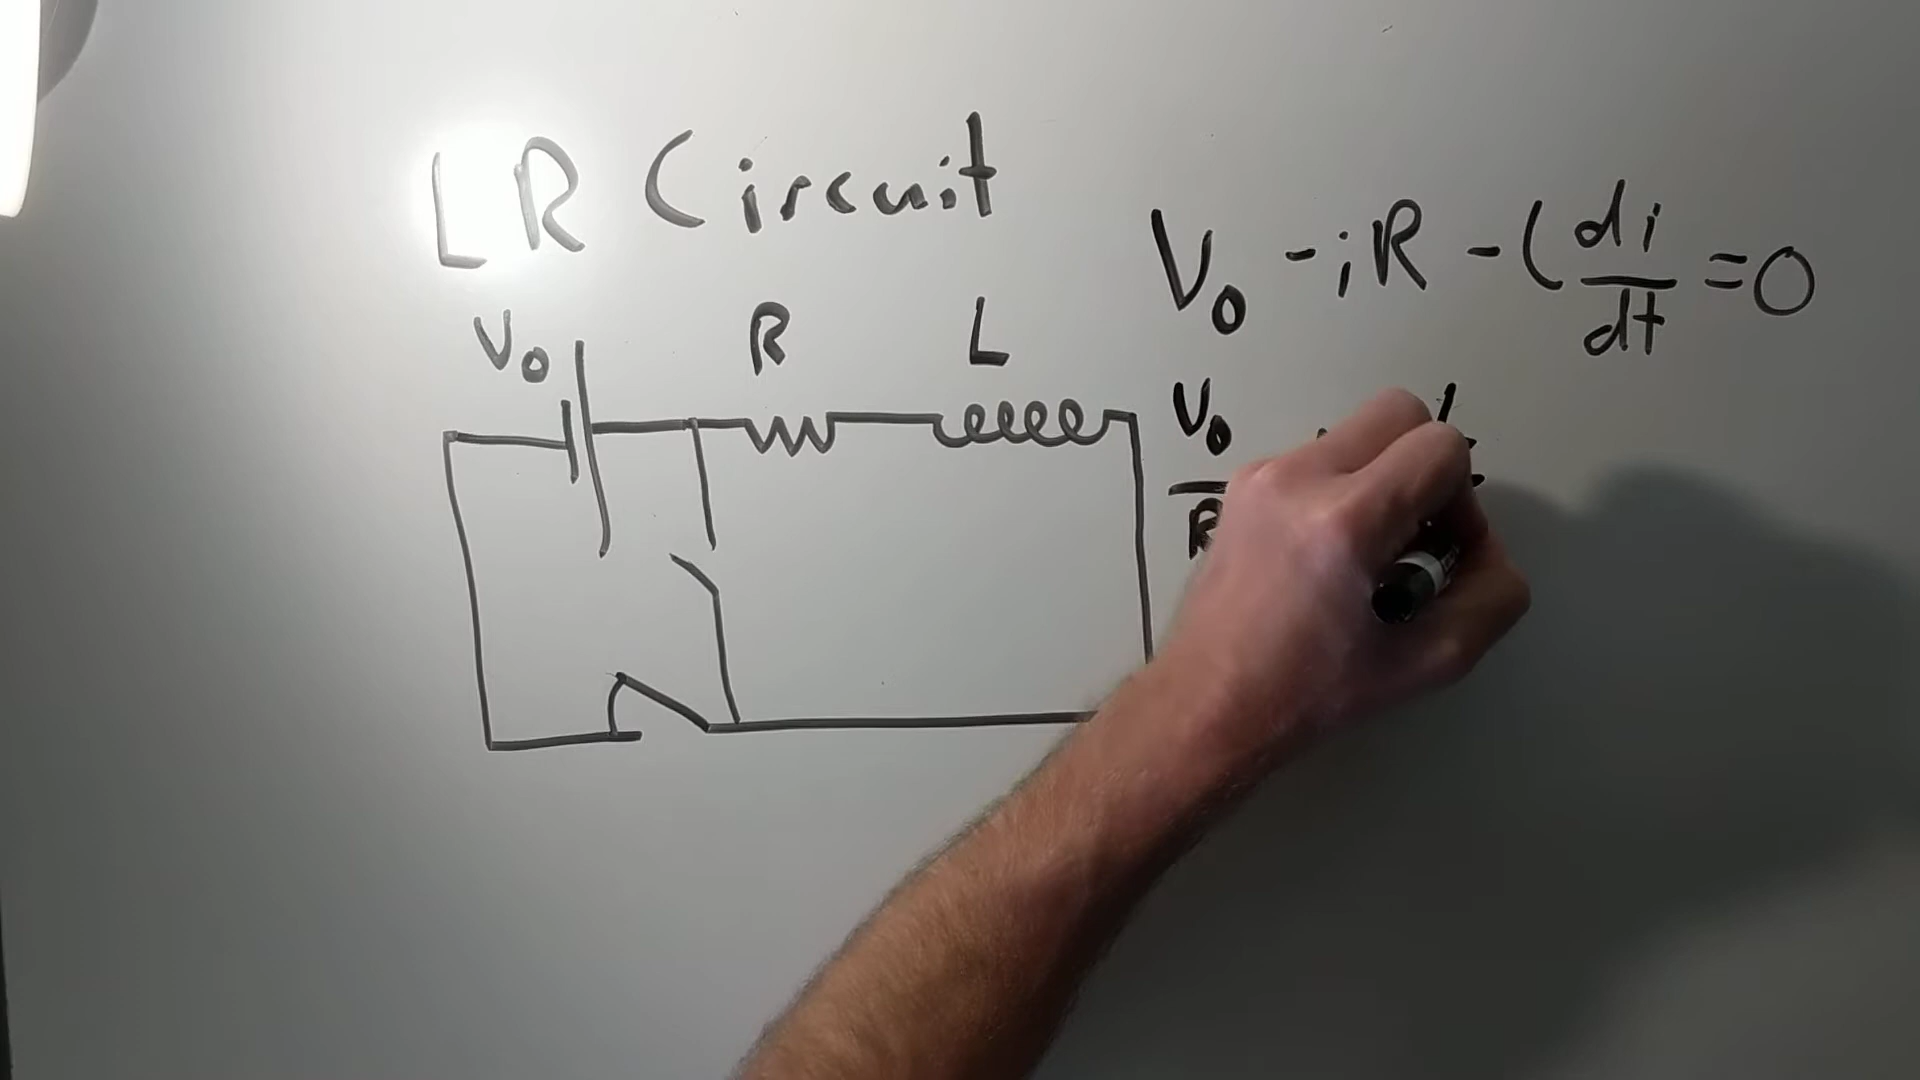 LR Circuit
V₀ - iR - L di/dt = 0
V₀ R L
V₀/R